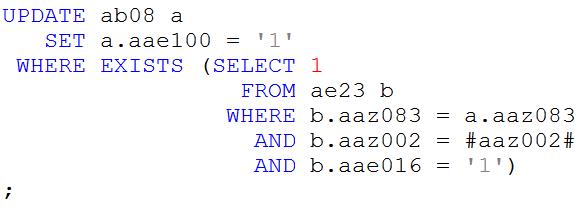 UPDATE ab08 a
SET a.aae100 = '1'
WHERE EXISTS (SELECT 1
FROM ae23 b
WHERE b.aaz083 = a.aaz083
AND b.aaz002 = #aaz002#
AND b.aae016 = '1')
;